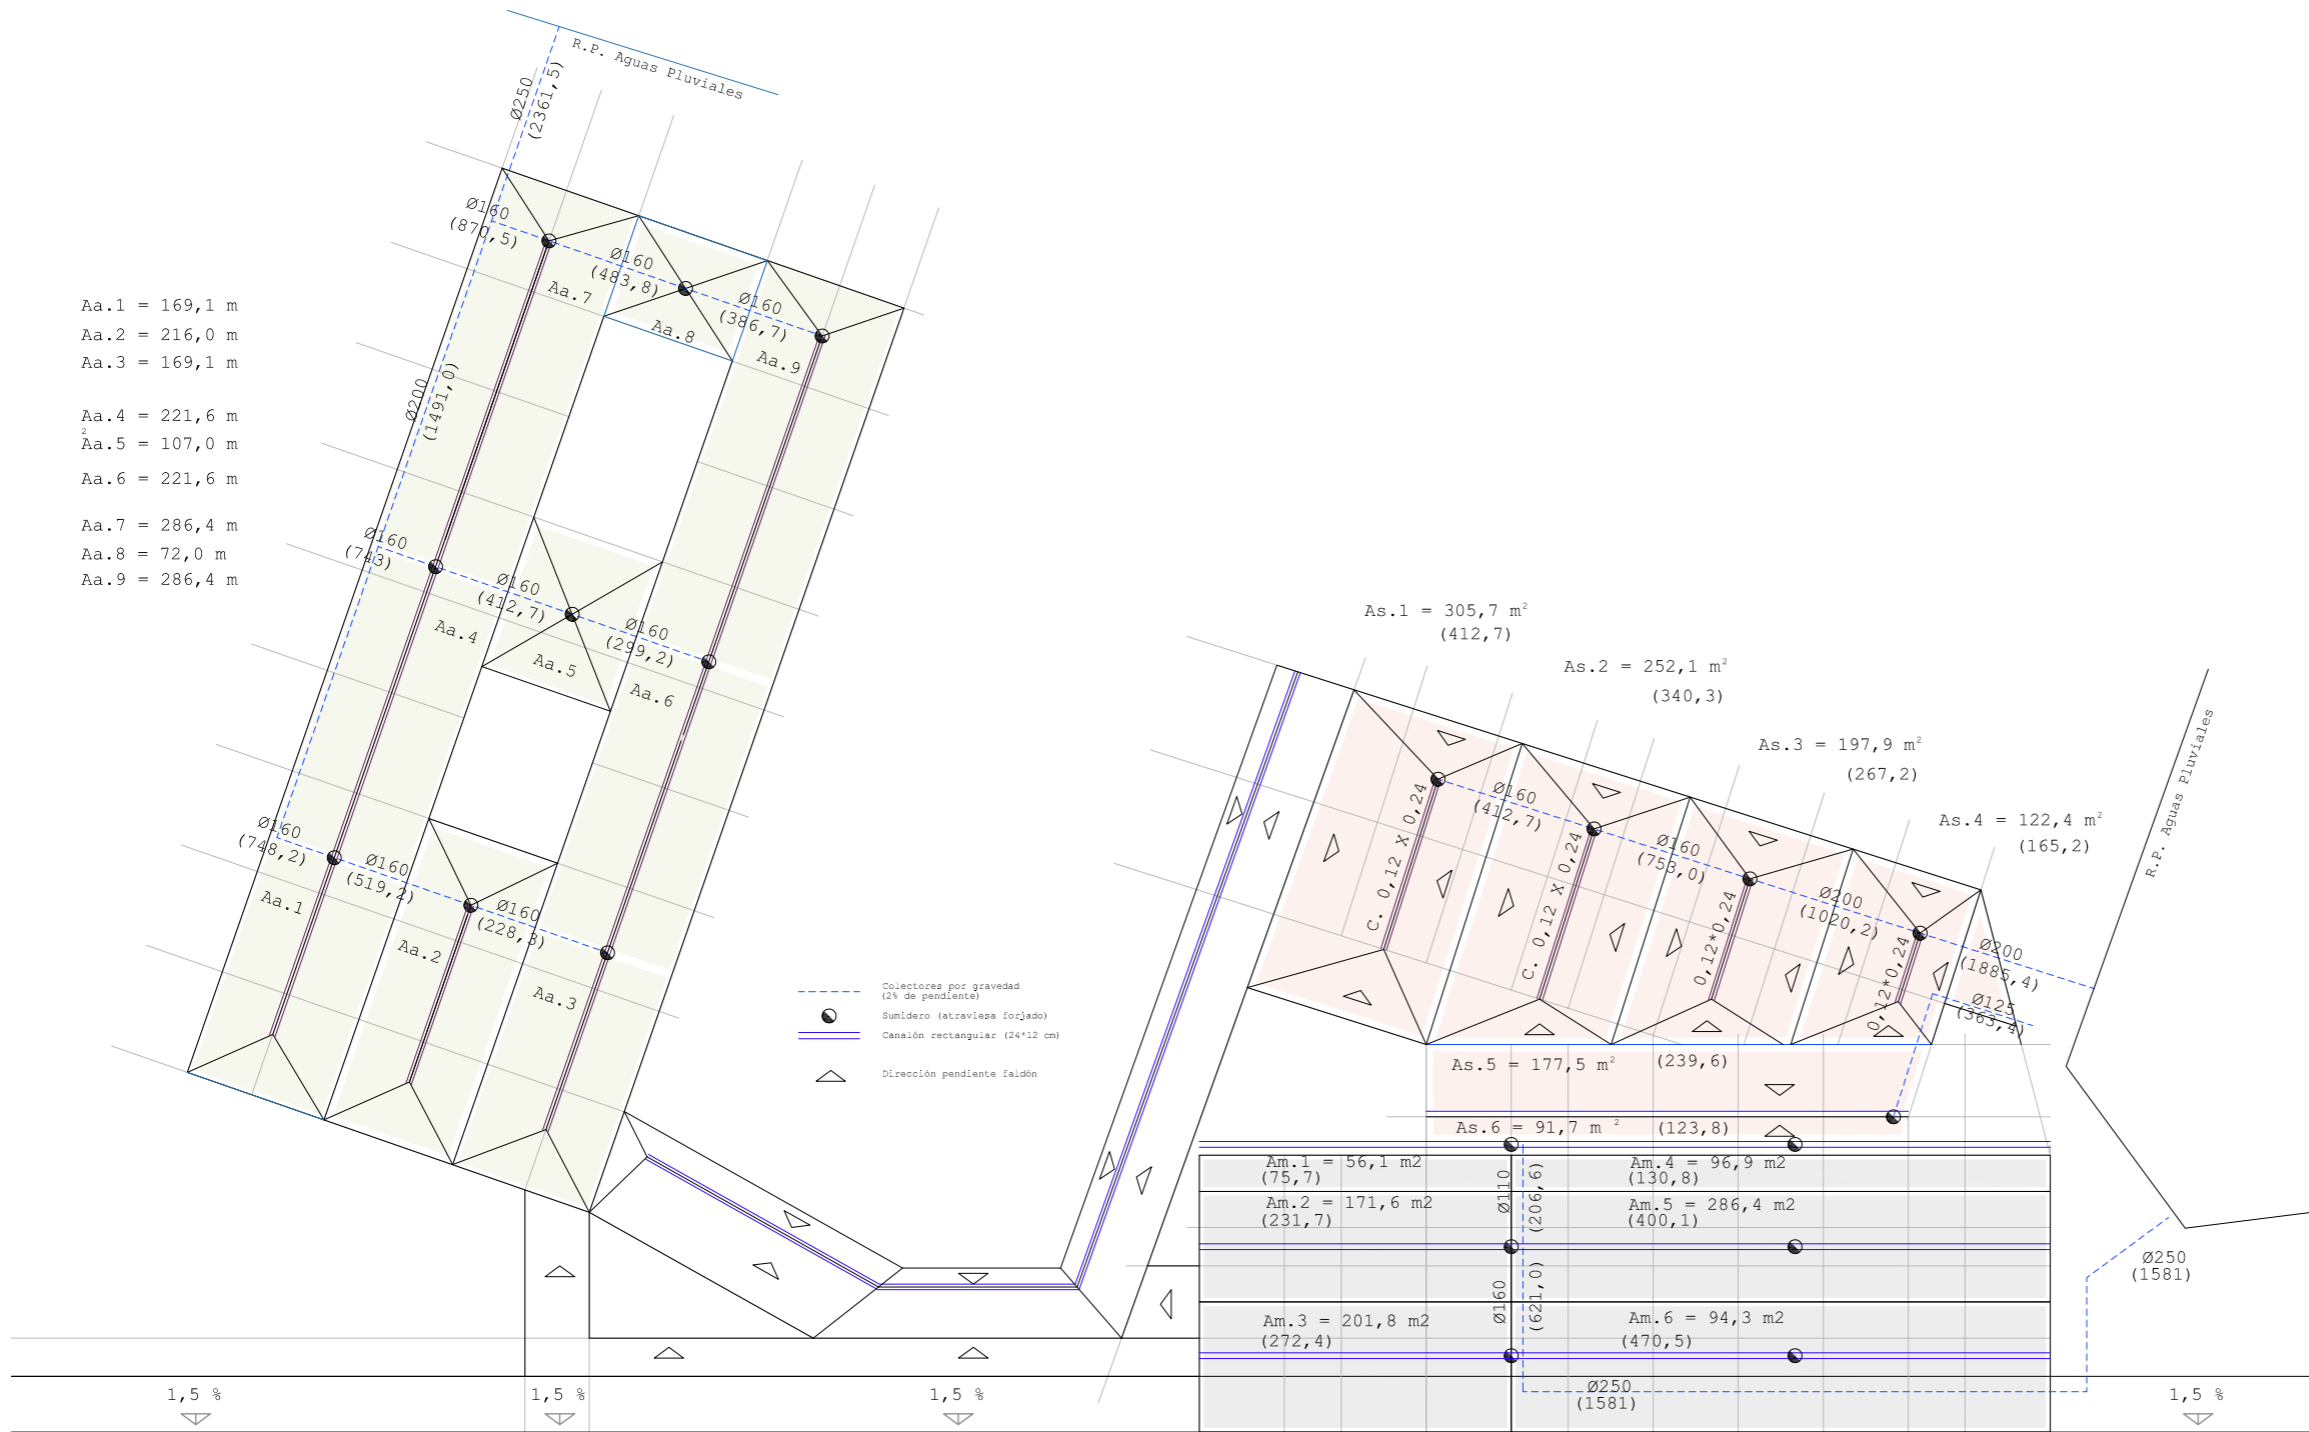 R.P. Aguas Pluviales
Ø250
(2361,5)
Ø160
(870,5)
Ø160
(483,8)
Ø160
(386,7)
Aa.7
Aa.8
Aa.9
Aa.1 = 169,1 m
Aa.2 = 216,0 m
Aa.3 = 169,1 m
Aa.4 = 221,6 m
2
Aa.5 = 107,0 m
Aa.6 = 221,6 m
Aa.7 = 286,4 m
Aa.8 = 72,0 m
Aa.9 = 286,4 m
Ø200
(1491,0)
Ø160
(743)
Ø160
(412,7)
Ø160
(299,2)
Aa.4
Aa.5
Aa.6
Ø160
(748,2)
Ø160
(519,2)
Ø160
(228,3)
Aa.1
Aa.2
Aa.3
Colectores por gravedad
(2% de pendiente)
Sumidero (atraviesa forjado)
Canalón rectangular (24*12 cm)
Dirección pendiente faldón
As.1 = 305,7 m²
(412,7)
As.2 = 252,1 m²
(340,3)
As.3 = 197,9 m²
(267,2)
As.4 = 122,4 m²
(165,2)
R.P. Aguas Pluviales
C. 0,12 X 0,24
Ø160
(412,7)
C. 0,12 X 0,24
Ø160
(753,0)
0,12*0,24
Ø200
(1020,2)
0,12*0,24
Ø200
(1885,4)
Ø125
(363,4)
As.5 = 177,5 m² (239,6)
As.6 = 91,7 m ² (123,8)
Am.1 = 56,1 m2
(75,7)
Am.4 = 96,9 m2
(130,8)
Ø110
(206,6)
Am.2 = 171,6 m2
(231,7)
Am.5 = 286,4 m2
(400,1)
Ø160
(621,0)
Am.3 = 201,8 m2
(272,4)
Am.6 = 94,3 m2
(470,5)
Ø250
(1581)
Ø250
(1581)
1,5 %
1,5 %
1,5 %
1,5 %